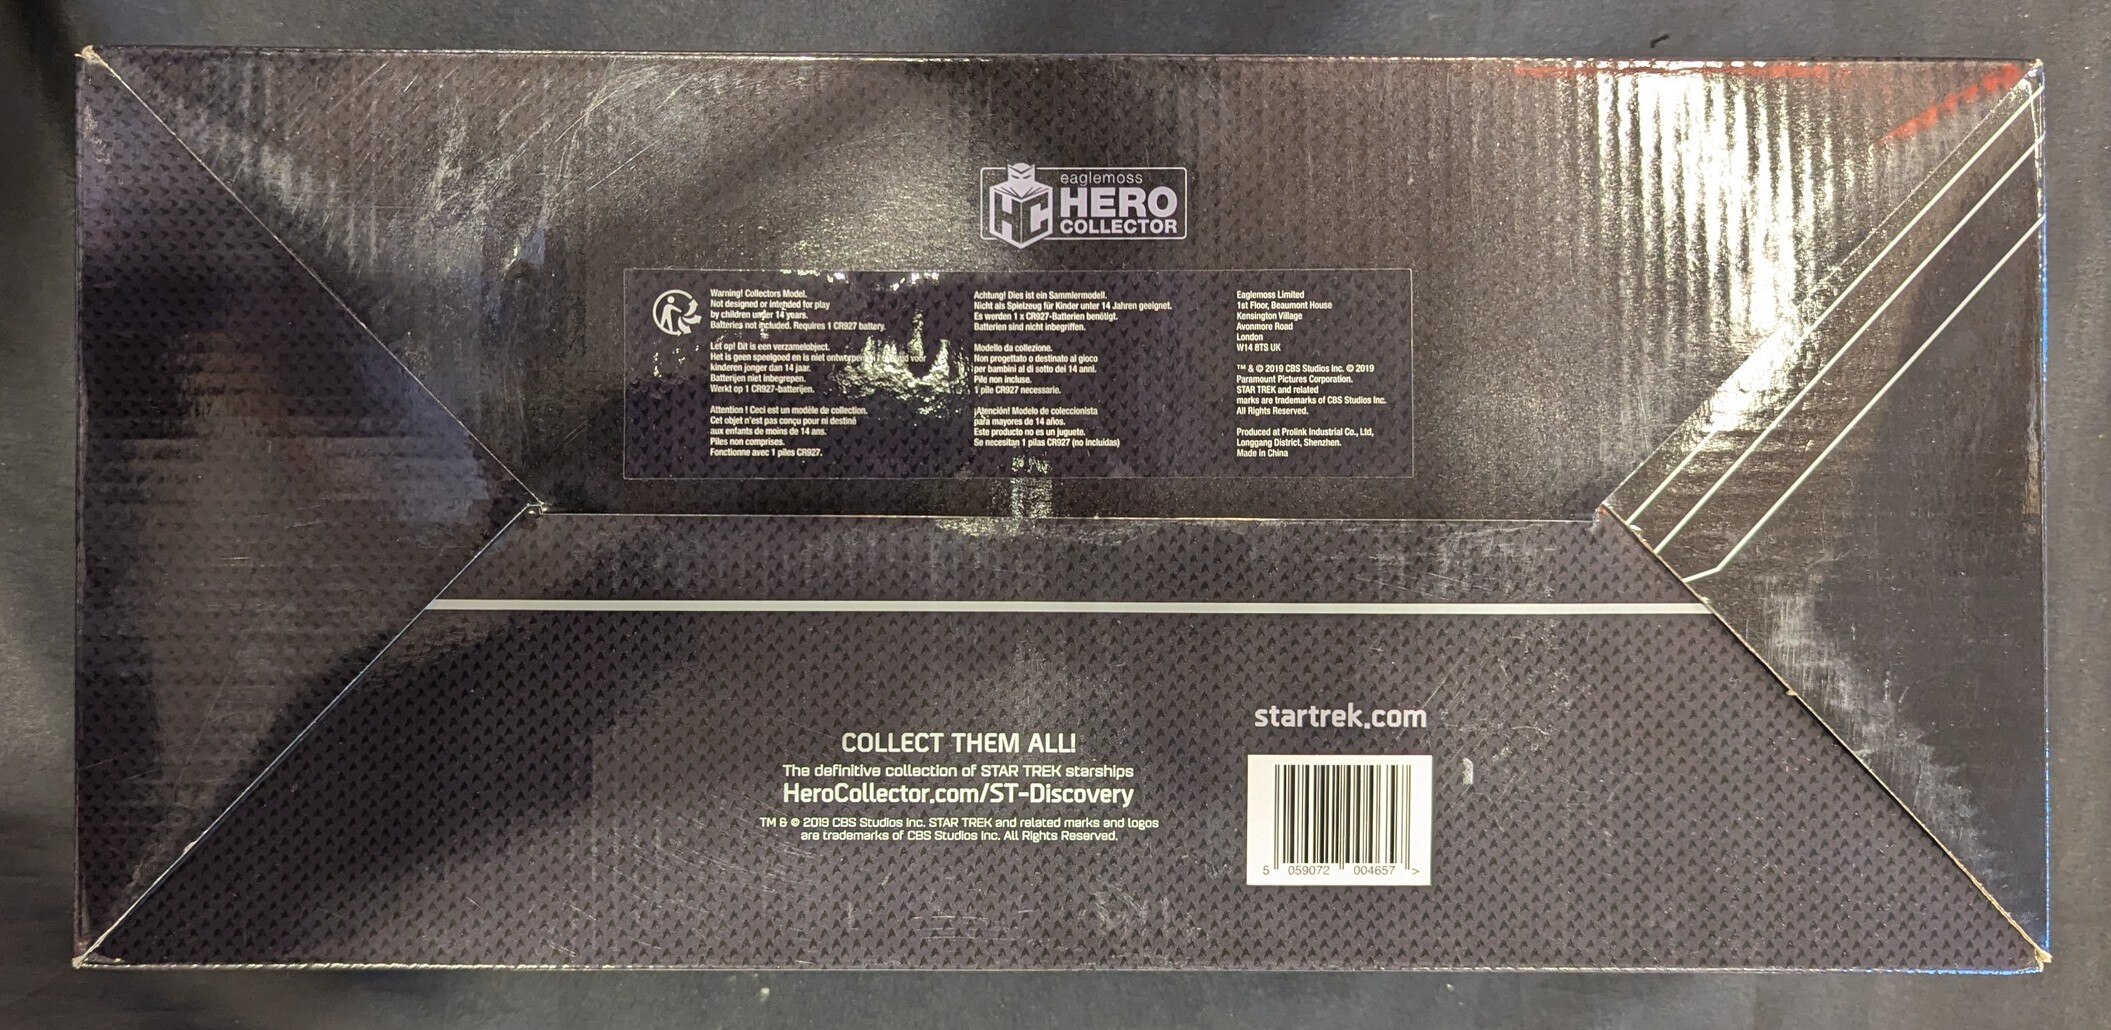 eaglemoss
HERO
COLLECTOR
HC
Warning! Collectors Model.
Not designed or intended for play
by children under 14 years.
Batteries not included. Requires 1 CR927 battery.
Let op! Dit is een verzamelobject.
Het is geen speelgoed en is niet voor
kinderen jonger dan 14 jaar.
Batterijen niet inbegrepen.
Werkt op 1 CR927-batterijen.
Attention ! Ceci est un modèle de collection.
Cet objet n'est pas conçu pour ni destiné
aux enfants de moins de 14 ans.
Piles non comprises.
Fonctionne avec 1 piles CR927.
Achtung! Dies ist ein Sammlermodell.
Nicht als Spielzeug für Kinder unter 14 Jahren geeignet.
Es werden 1 x CR927-Batterien benötigt.
Batterien sind nicht inbegriffen.
Modello da collezione.
Non progettato o destinato al gioco
per bambini al di sotto dei 14 anni.
Pile non incluse.
1 pile CR927 necessarie.
¡Atención! Modelo de coleccionista
para mayores de 14 años.
Este producto no es un juguete.
Se necesitan 1 pilas CR927 (no incluidas)
Eaglemoss Limited
1st Floor, Beaumont House
Kensington Village
Avonmore Road
London
W14 8TS UK
™ & © 2019 CBS Studios Inc. © 2019
Paramount Pictures Corporation.
STAR TREK and related
marks are trademarks of CBS Studios Inc.
All Rights Reserved.
Produced at Prolink Industrial Co., Ltd,
Longgang District, Shenzhen.
Made in China
COLLECT THEM ALL!
The definitive collection of STAR TREK starships
HeroCollector.com/ST-Discovery
TM & © 2019 CBS Studios Inc. STAR TREK and related marks and logos
are trademarks of CBS Studios Inc. All Rights Reserved.
startrek.com
5 059072 004657 >